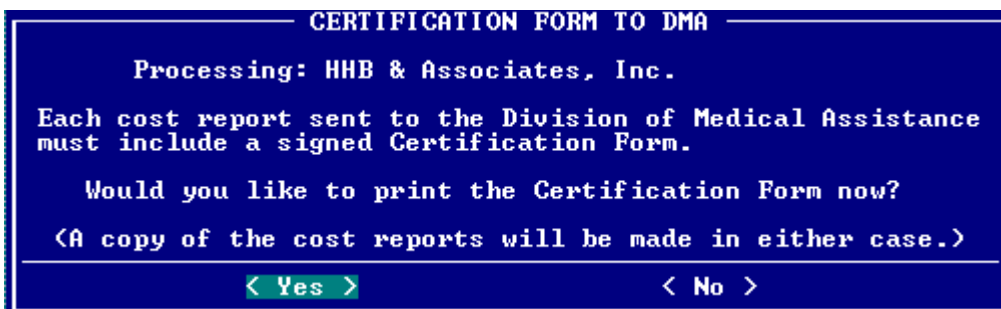 CERTIFICATION FORM TO DMA
Processing: HHB & Associates, Inc.
Each cost report sent to the Division of Medical Assistance
must include a signed Certification Form.
Would you like to print the Certification Form now?
(A copy of the cost reports will be made in either case.)
< Yes > < No >